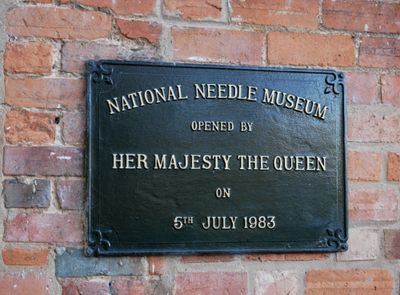 NATIONAL NEEDLE MUSEUM
OPENED BY
HER MAJESTY THE QUEEN
ON
5TH JULY 1983